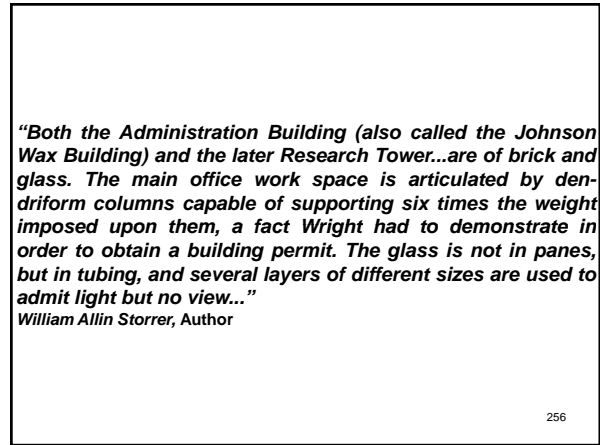 “Both the Administration Building (also called the Johnson
Wax Building) and the later Research Tower...are of brick and
glass. The main office work space is articulated by den-
driform columns capable of supporting six times the weight
imposed upon them, a fact Wright had to demonstrate in
order to obtain a building permit. The glass is not in panes,
but in tubing, and several layers of different sizes are used to
admit light but no view...”
William Allin Storrer, Author
256